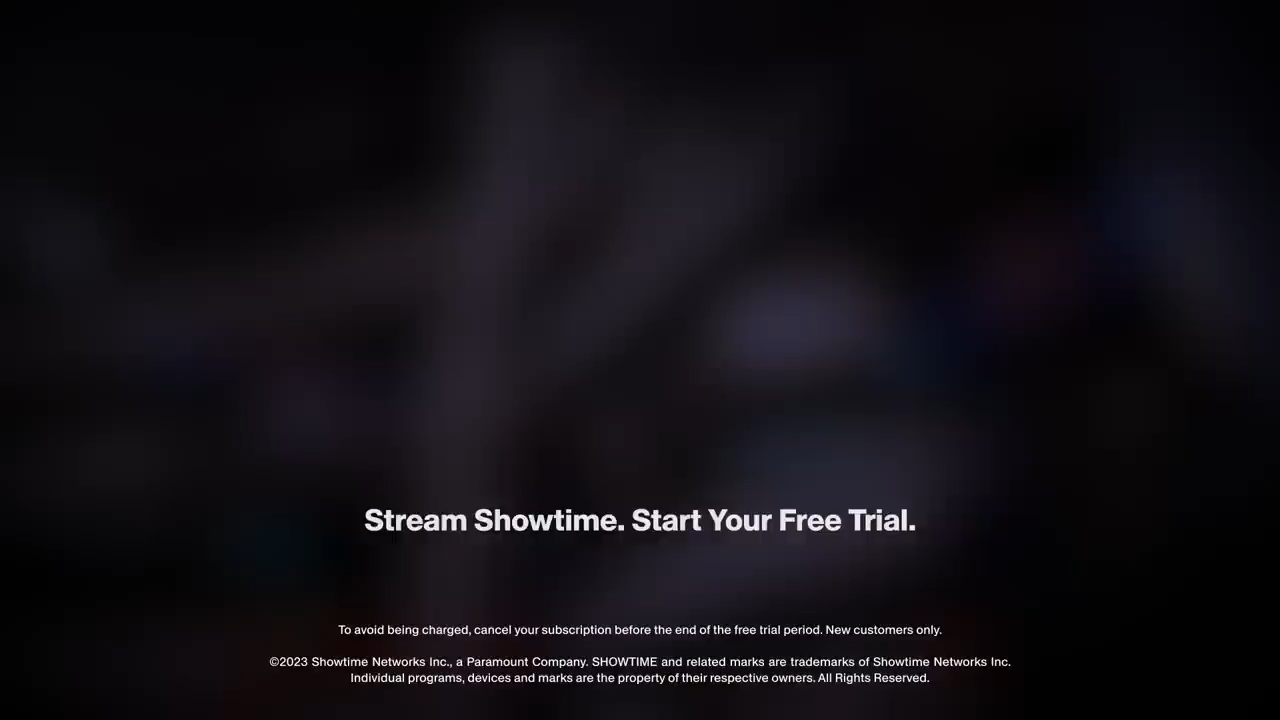 Stream Showtime. Start Your Free Trial.
To avoid being charged, cancel your subscription before the end of the free trial period. New customers only.
©2023 Showtime Networks Inc., a Paramount Company. SHOWTIME and related marks are trademarks of Showtime Networks Inc.
Individual programs, devices and marks are the property of their respective owners. All Rights Reserved.